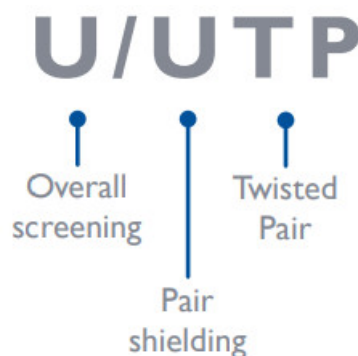 U/UTP
Overall
screening
Twisted
Pair
Pair
shielding